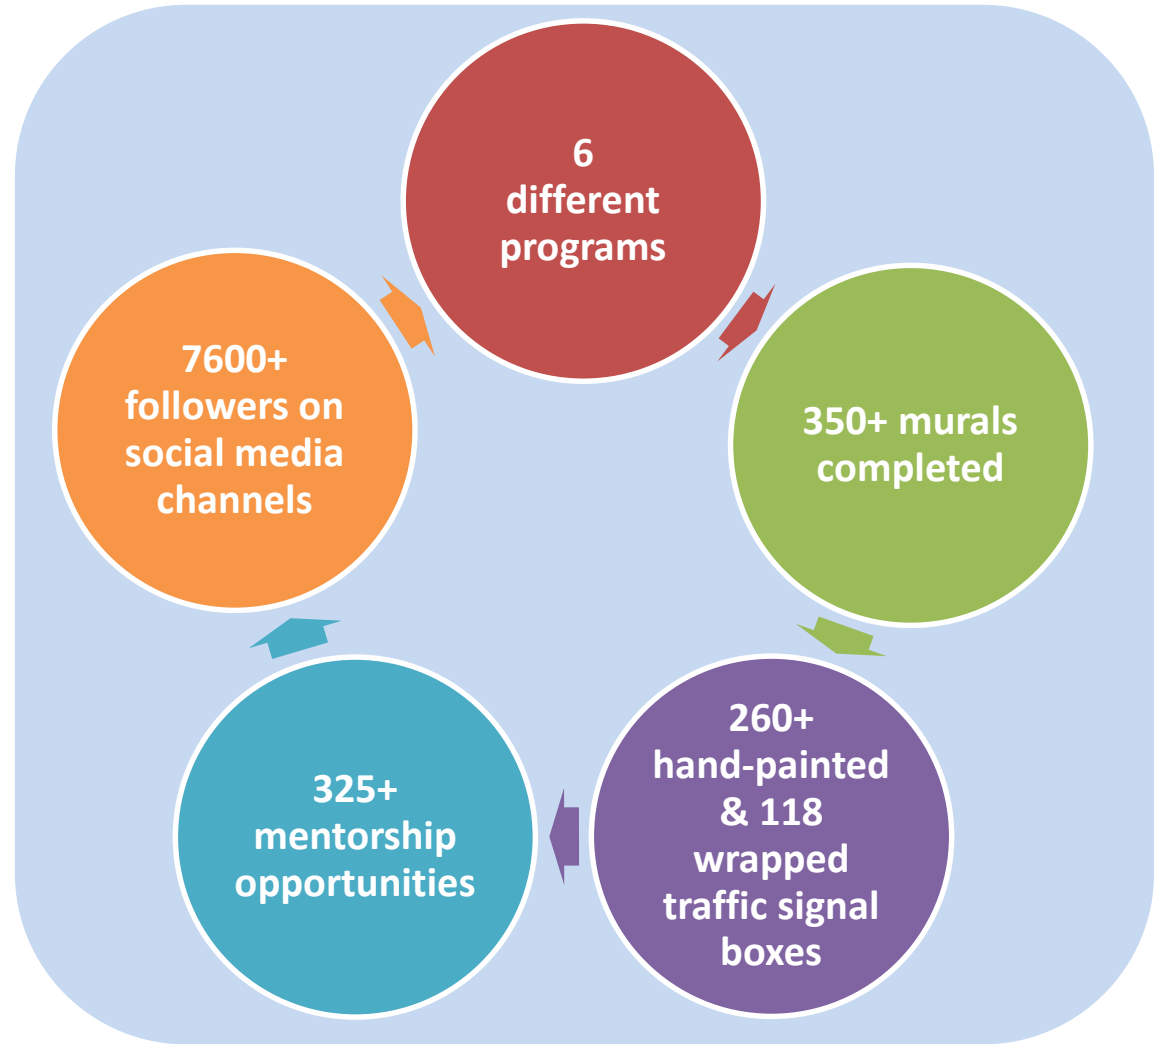 6
different
programs
350+ murals
completed
260+
hand-painted
& 118
wrapped
traffic signal
boxes
325+
mentorship
opportunities
7600+
followers on
social media
channels